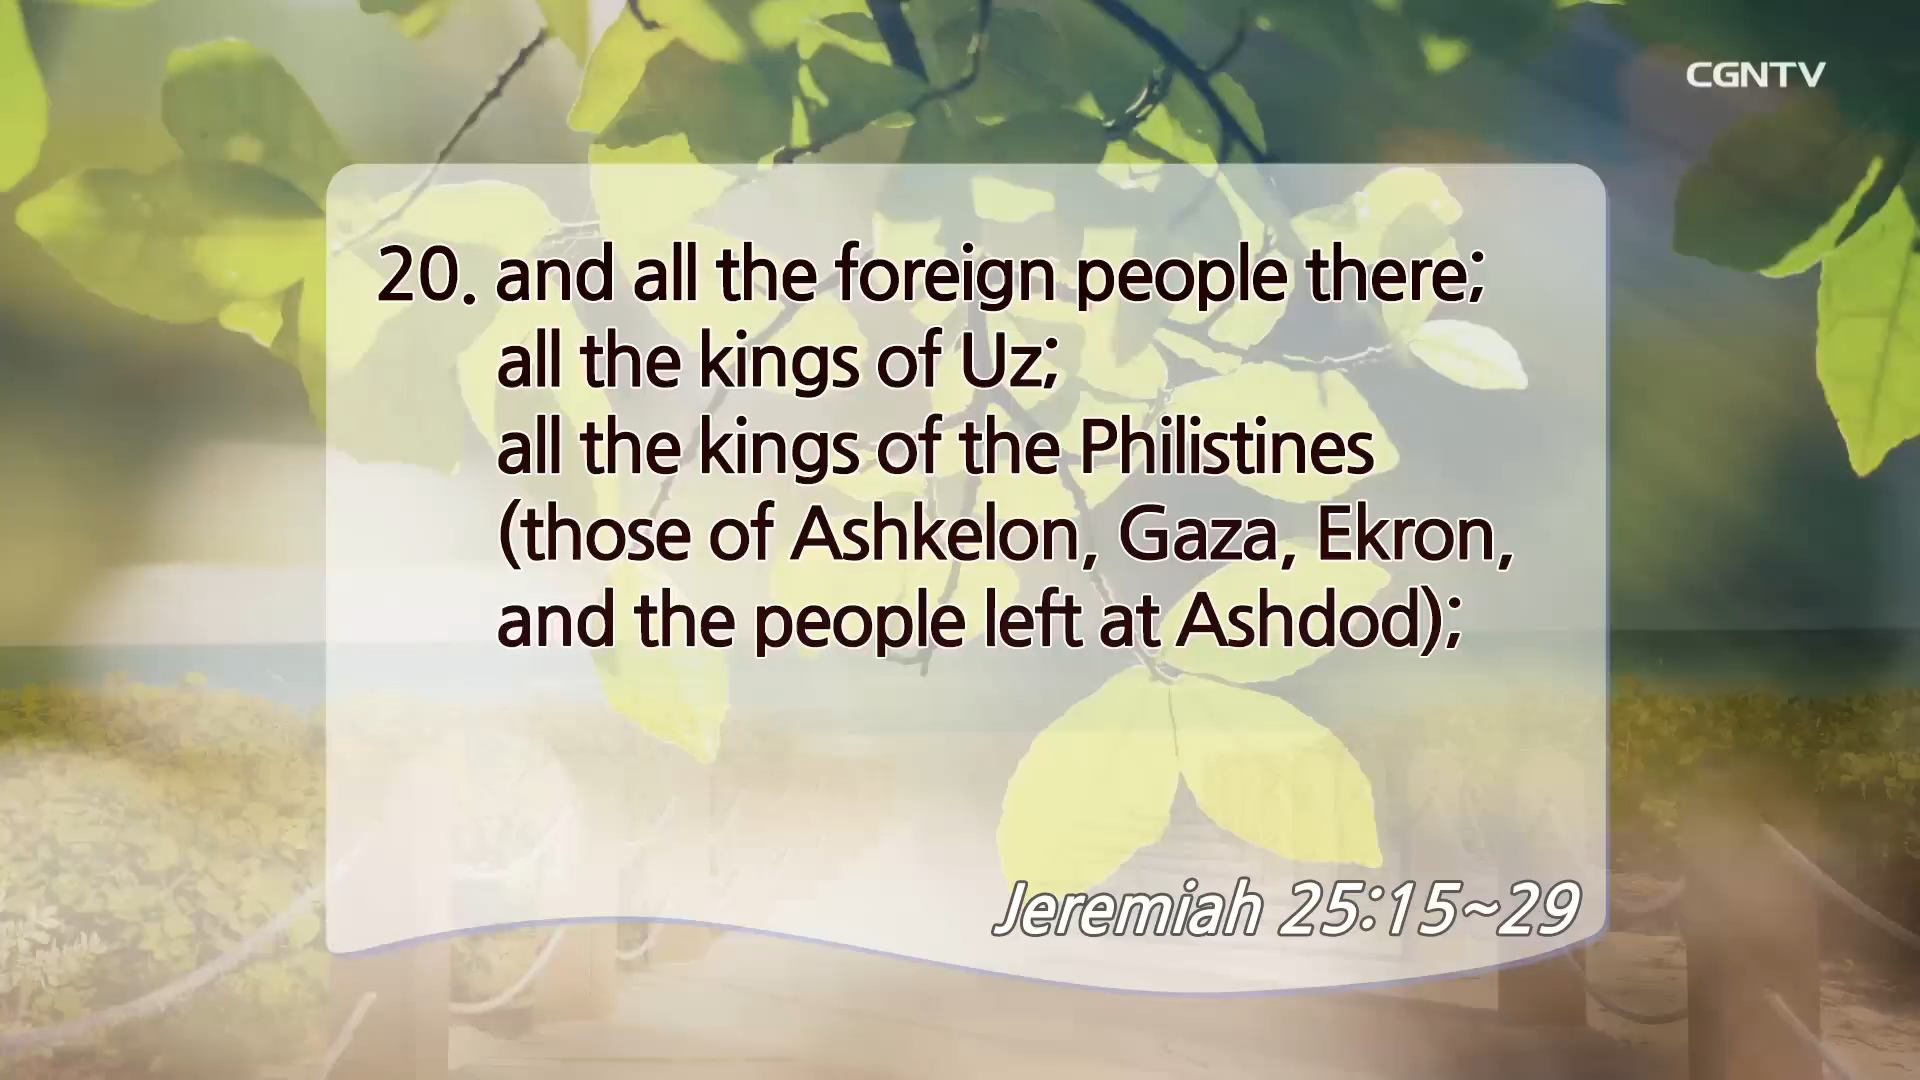 CGNTV
20. and all the foreign people there;
all the kings of Uz;
all the kings of the Philistines
(those of Ashkelon, Gaza, Ekron,
and the people left at Ashdod);
Jeremiah 25:15~29